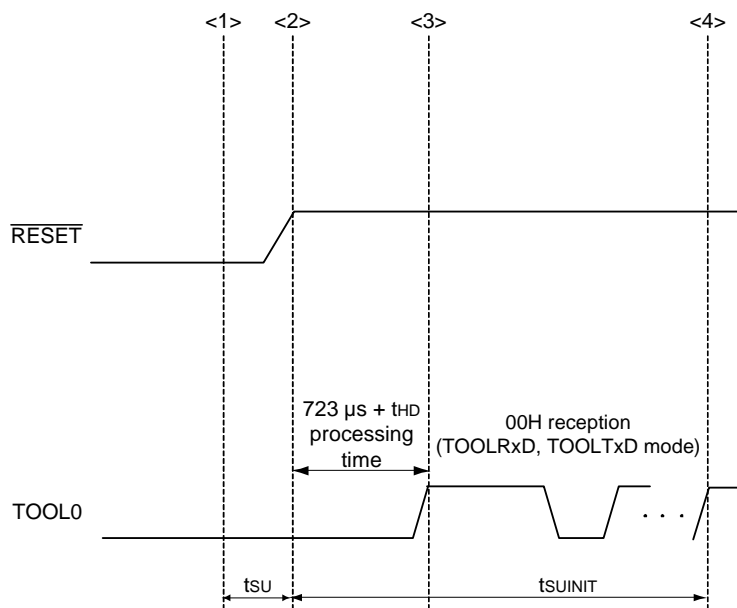 <1> <2> <3> <4>
RESET
723 µs + tHD
processing
time
00H reception
(TOOLRxD, TOOLTxD mode)
TOOL0
. . .
tSU
tSUINIT